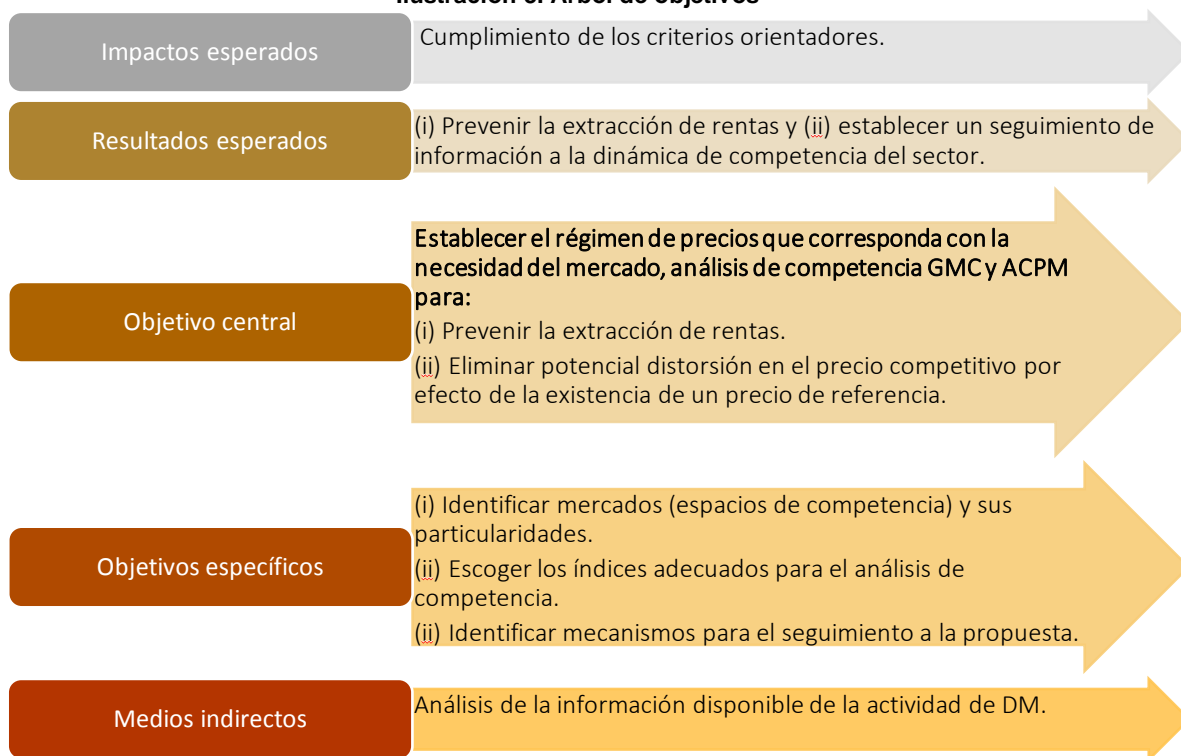 Ilustración 6. Árbol de objetivos
Impactos esperados
Cumplimiento de los criterios orientadores.
Resultados esperados
(i) Prevenir la extracción de rentas y (ii) establecer un seguimiento de
información a la dinámica de competencia del sector.
Objetivo central
Establecer el régimen de precios que corresponda con la
necesidad del mercado, análisis de competencia GMC y ACPM
para:
(i) Prevenir la extracción de rentas.
(ii) Eliminar potencial distorsión en el precio competitivo por
efecto de la existencia de un precio de referencia.
Objetivos específicos
(i) Identificar mercados (espacios de competencia) y sus
particularidades.
(ii) Escoger los índices adecuados para el análisis de
competencia.
(ii) Identificar mecanismos para el seguimiento a la propuesta.
Medios indirectos
Análisis de la información disponible de la actividad de DM.